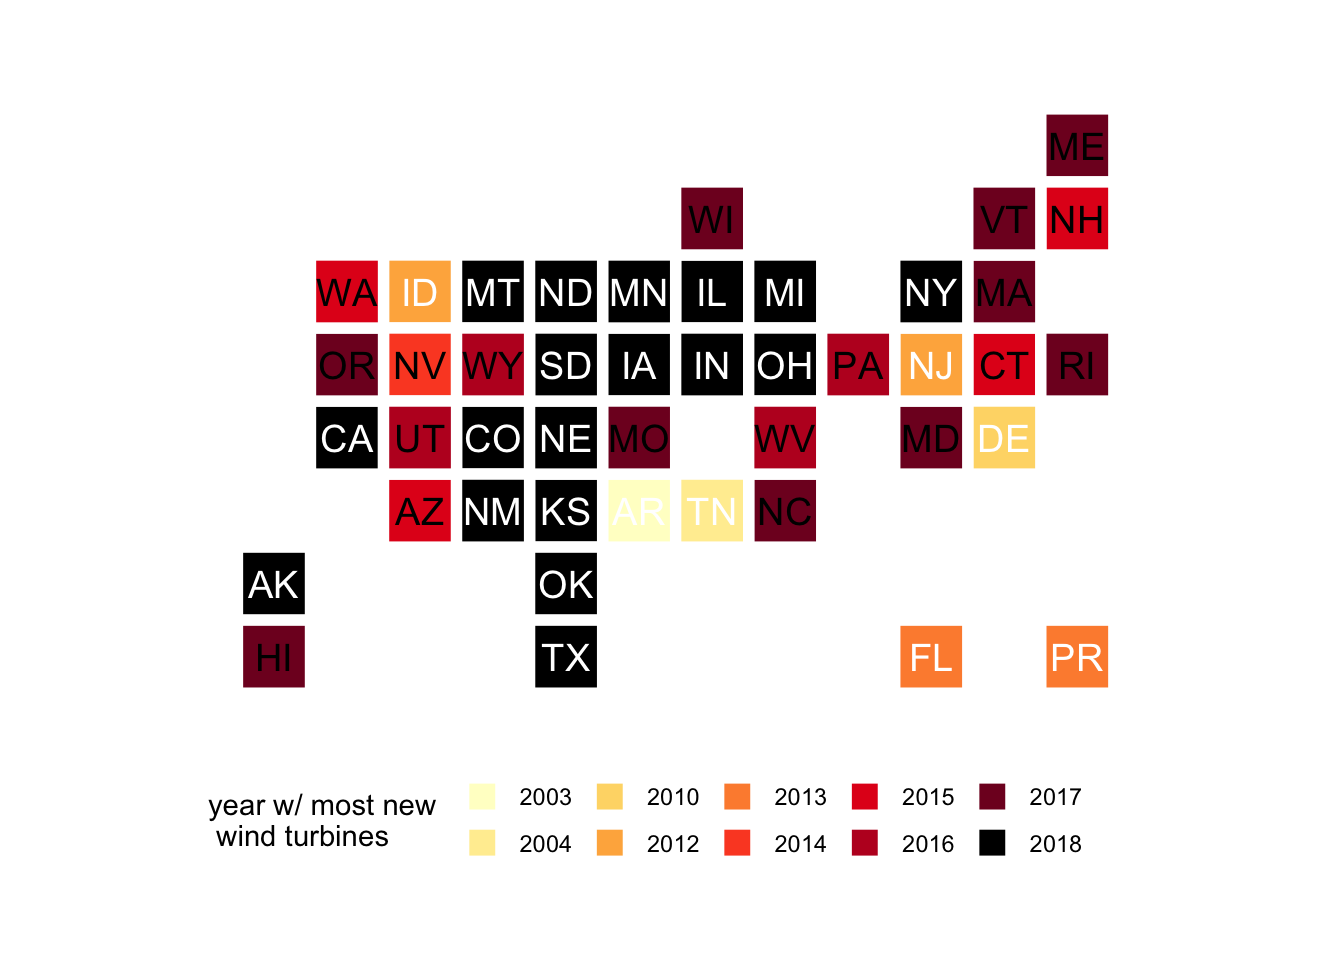 ME
WI VT NH
WA ID MT ND MN IL MI NY MA
OR NV WY SD IA IN OH PA NJ CT RI
CA UT CO NE MO WV MD DE
AZ NM KS AR TN NC
AK OK
HI TX FL PR
year w/ most new
wind turbines
2003 2010 2013 2015 2017
2004 2012 2014 2016 2018